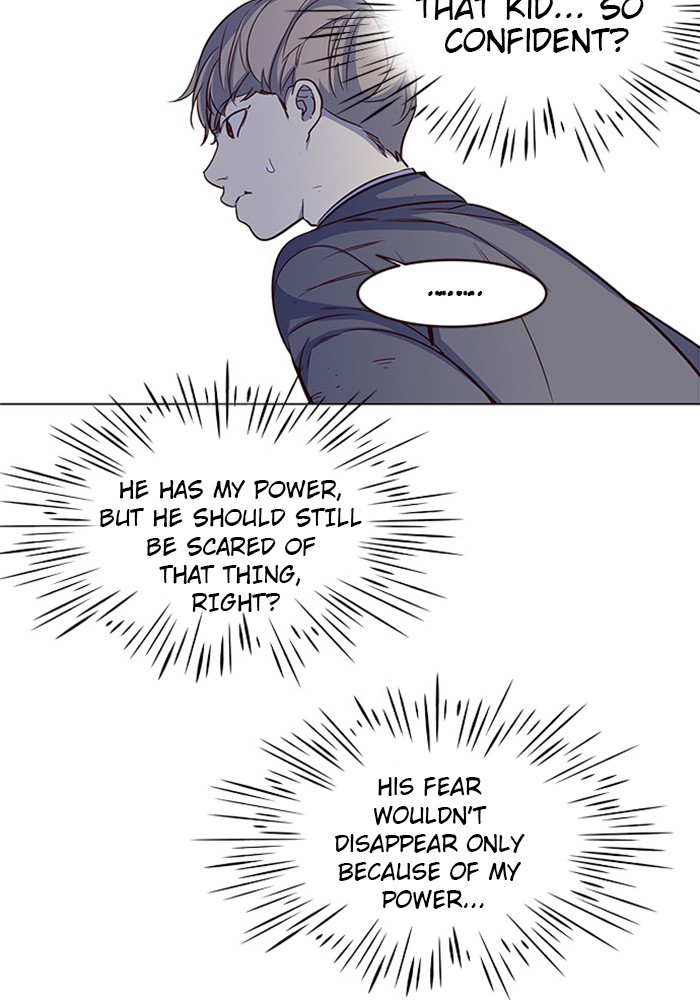 THAT KID... SO
CONFIDENT?
.........
HE HAS MY POWER,
BUT HE SHOULD STILL
BE SCARED OF
THAT THING,
RIGHT?
HIS FEAR
WOULDN'T
DISAPPEAR ONLY
BECAUSE OF MY
POWER...